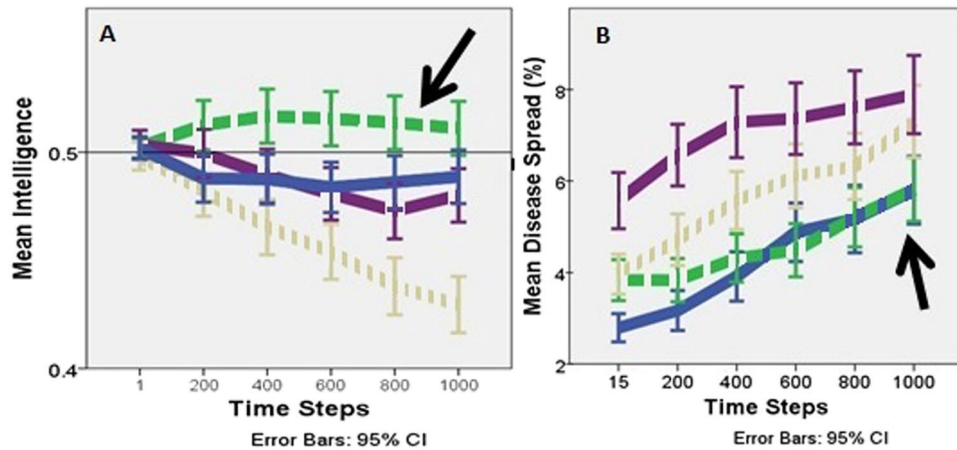 A
Mean Intelligence
0.5
0.4
1 200 400 600 800 1000
Time Steps
Error Bars: 95% CI
B
Mean Disease Spread (%)
8
6
4
2
15 200 400 600 800 1000
Time Steps
Error Bars: 95% CI